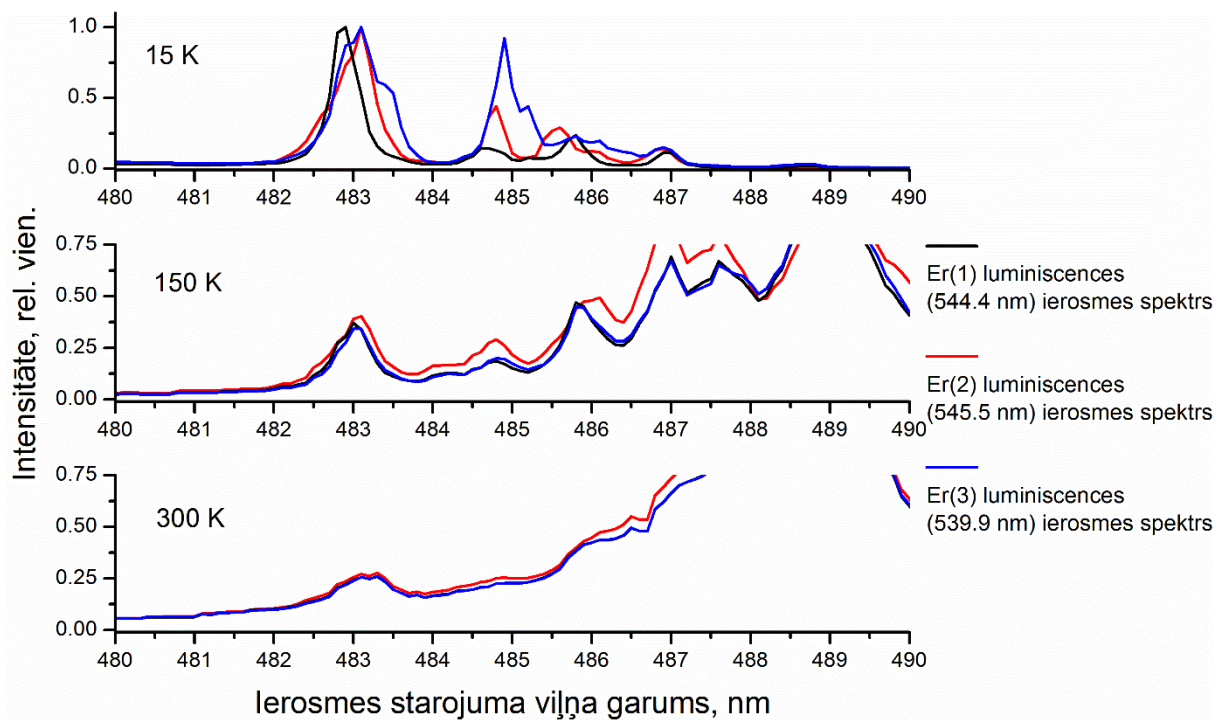 Intensitāte, rel. vien.
15 K
1.0
0.5
0.0
480 481 482 483 484 485 486 487 488 489 490
150 K
0.75
0.50
0.25
0.00
480 481 482 483 484 485 486 487 488 489 490
300 K
0.75
0.50
0.25
0.00
480 481 482 483 484 485 486 487 488 489 490
Ierosmes starojuma viļņa garums, nm
Er(1) luminiscences
(544.4 nm) ierosmes spektrs
Er(2) luminiscences
(545.5 nm) ierosmes spektrs
Er(3) luminiscences
(539.9 nm) ierosmes spektrs